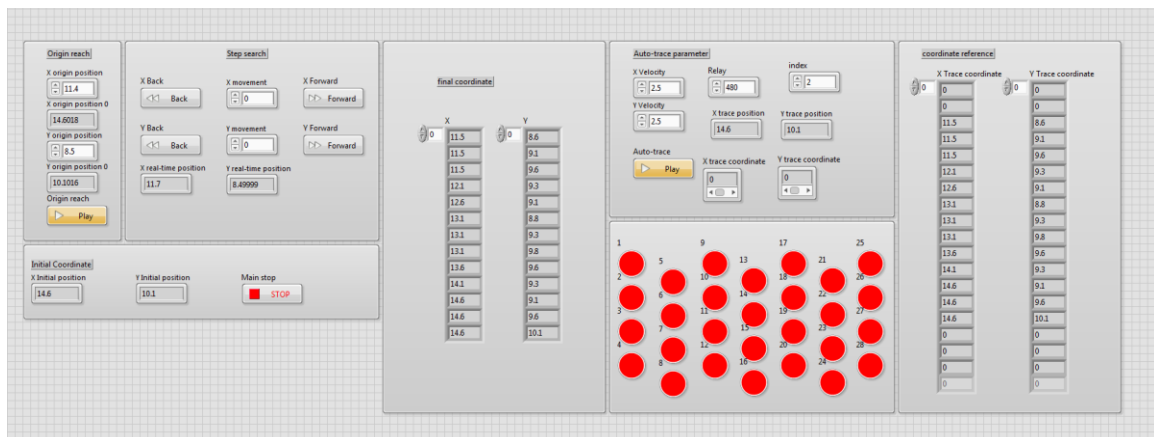 Origin reach
X origin position
11.4
X origin position 0
14.6018
Y origin position
8.5
Y origin position 0
10.1016
Origin reach
Play
Step search
X Back X movement X Forward
Back 0 Forward
Y Back Y movement Y Forward
Back 0 Forward
X real-time position Y real-time position
11.7 8.49999
Initial Coordinate
X Initial position Y Initial position Main stop
14.6 10.1 STOP
final coordinate
X Y
0 11.5 0 8.6
11.5 9.1
11.5 9.6
12.1 9.3
12.6 9.1
13.1 8.8
13.1 9.3
13.1 9.8
13.6 9.6
14.1 9.3
14.6 9.1
14.6 9.6
14.6 10.1
Auto-trace parameter
X Velocity Relay index
2.5 480 2
Y Velocity X trace position Y trace position
2.5 14.6 10.1
Auto-trace X trace coordinate Y trace coordinate
Play 0 0
1 9 17 25
5 13 21
2 10 18 26
6 14 22
3 11 19 27
7 15 23
4 12 20 28
8 16 24
coordinate reference
X Trace coordinate Y Trace coordinate
0 0 0 0
0 0
11.5 8.6
11.5 9.1
11.5 9.6
12.1 9.3
12.6 9.1
13.1 8.8
13.1 9.3
13.1 9.8
13.6 9.6
14.1 9.3
14.6 9.1
14.6 9.6
14.6 10.1
0 0
0 0
0 0
0 0